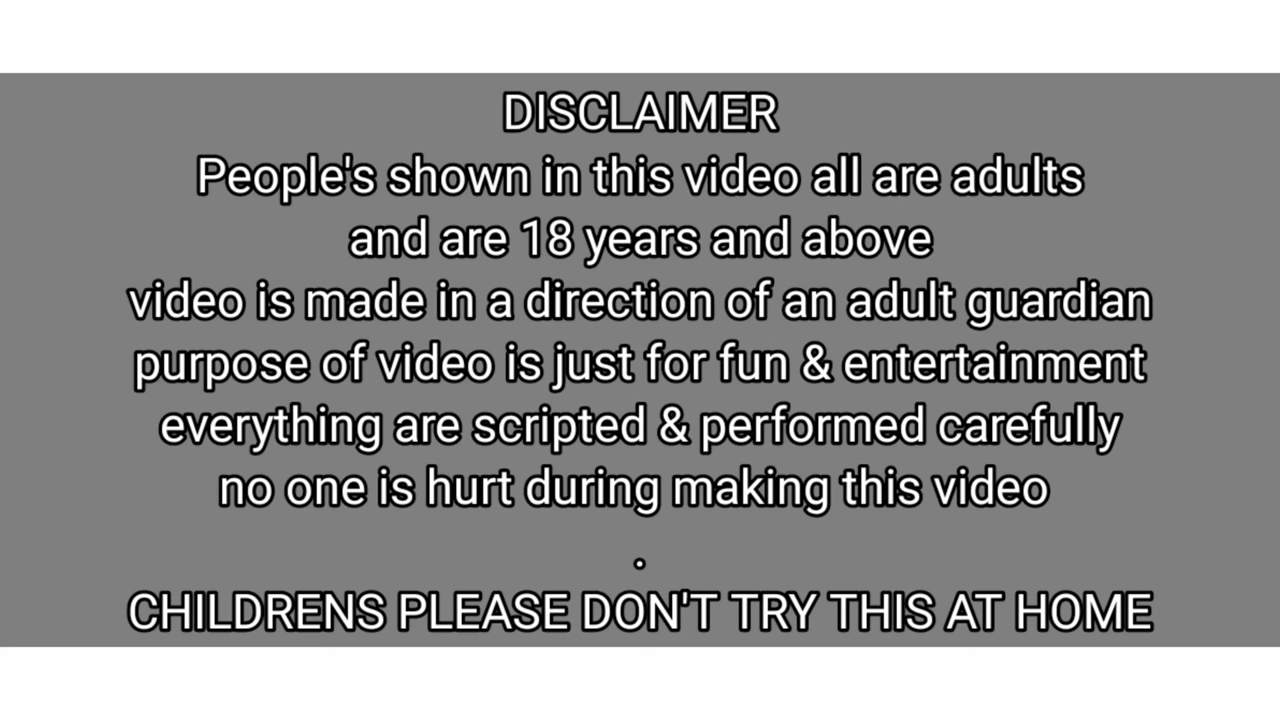 DISCLAIMER
People's shown in this video all are adults
and are 18 years and above
video is made in a direction of an adult guardian
purpose of video is just for fun & entertainment
everything are scripted & performed carefully
no one is hurt during making this video
.
CHILDRENS PLEASE DON'T TRY THIS AT HOME